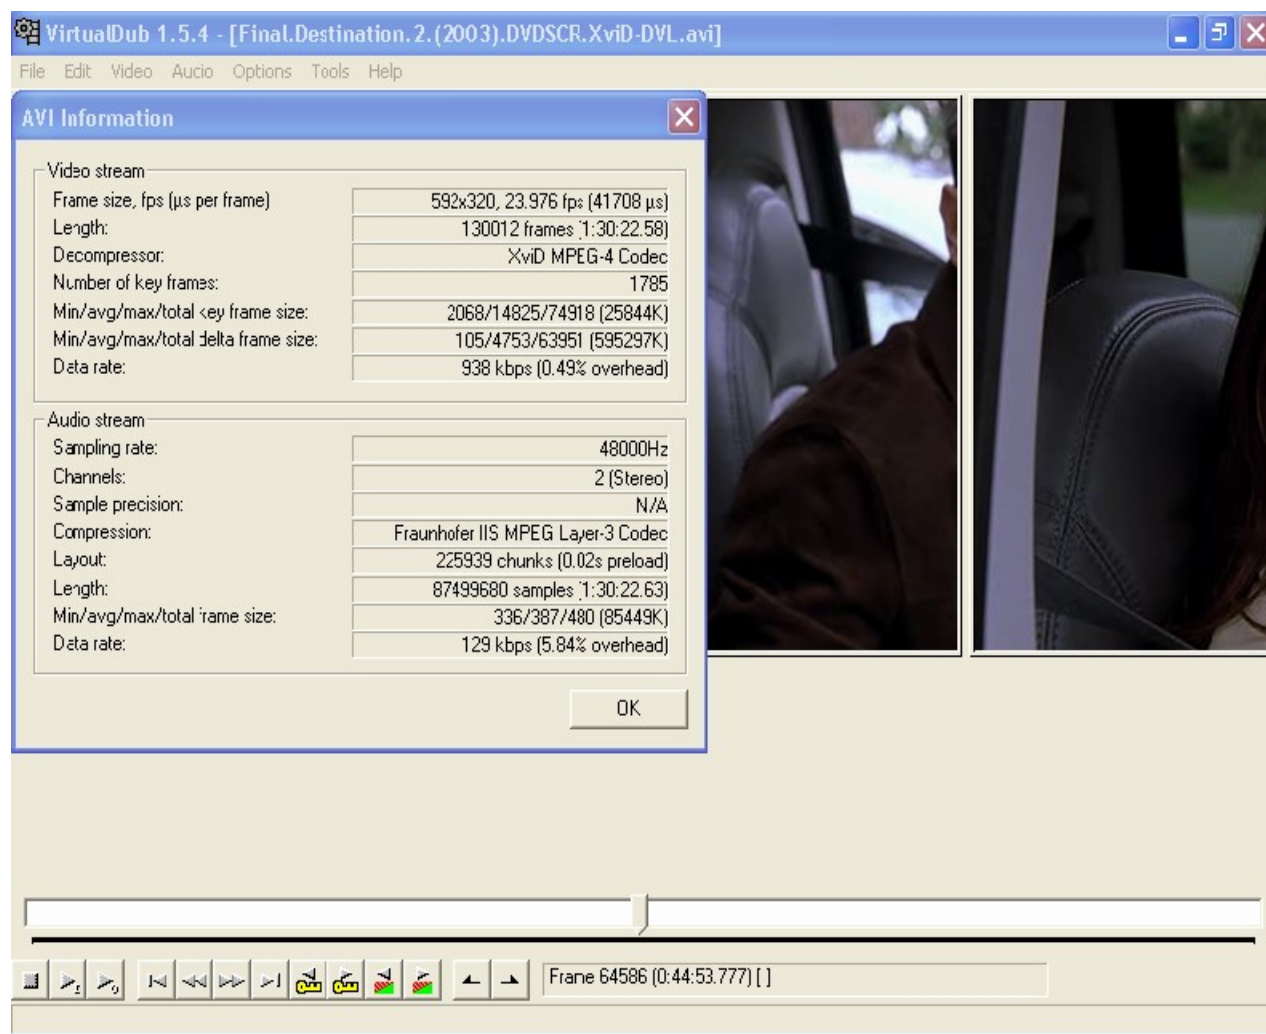 VirtualDub 1.5.4 - [Final.Destination.2.(2003).DVDSCR.XviD-DVL.avi]
File Edit Video Audio Options Tools Help
AVI Information
Video stream
Frame size, fps (µs per frame) 592x320, 23.976 fps (41708 µs)
Length: 130012 frames (1:30:22.58)
Decompressor: XviD MPEG-4 Codec
Number of key frames: 1785
Min/avg/max/total key frame size: 2068/14825/74918 (25844K)
Min/avg/max/total delta frame size: 105/4753/63951 (595297K)
Data rate: 938 kbps (0.49% overhead)
Audio stream
Sampling rate: 48000Hz
Channels: 2 (Stereo)
Sample precision: N/A
Compression: Fraunhofer IIS MPEG Layer-3 Codec
Layout: 225939 chunks (0.02s preload)
Length: 87499680 samples (1:30:22.63)
Min/avg/max/total frame size: 336/387/480 (85449K)
Data rate: 129 kbps (5.84% overhead)
OK
Frame 64586 (0:44:53.777) [ ]